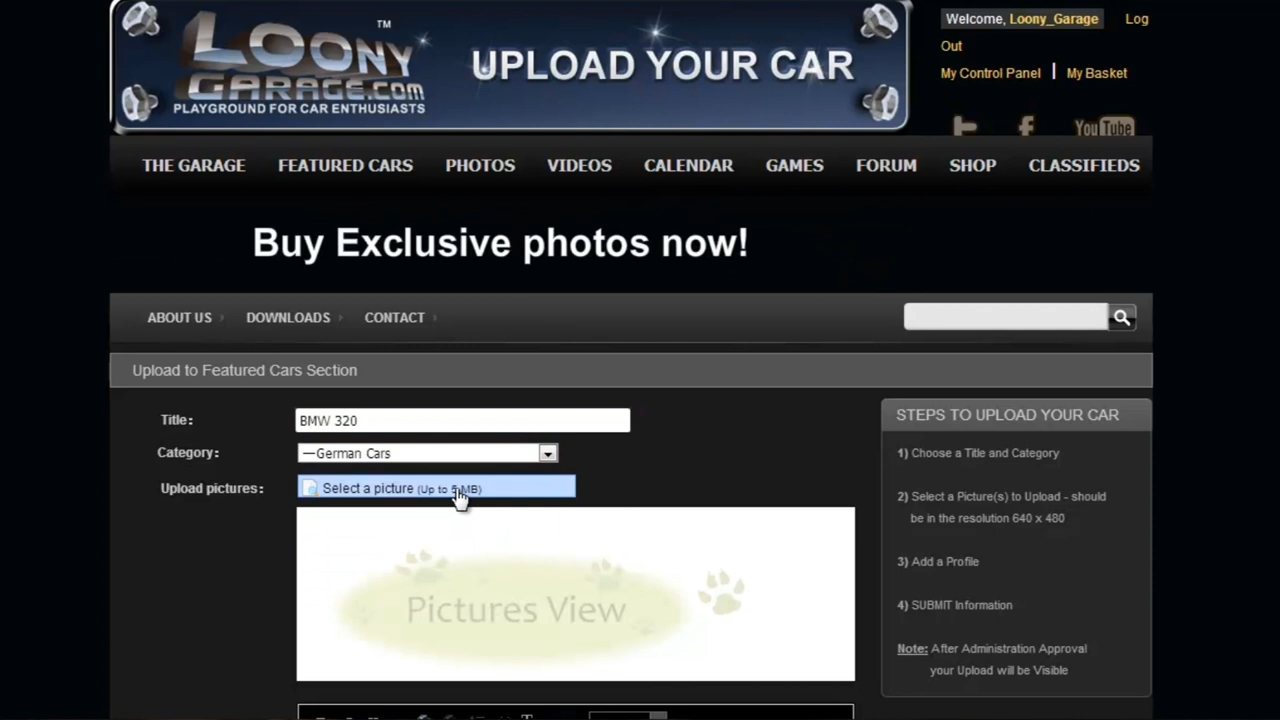 LOONY
GARAGE.COM
PLAYGROUND FOR CAR ENTHUSIASTS
TM
UPLOAD YOUR CAR
Welcome, Loony_Garage
Log
Out
My Control Panel | My Basket
YouTube
THE GARAGE FEATURED CARS PHOTOS VIDEOS CALENDAR GAMES FORUM SHOP CLASSIFIEDS
Buy Exclusive photos now!
ABOUT US DOWNLOADS CONTACT
Upload to Featured Cars Section
Title: BMW 320
Category: —German Cars
Upload pictures: Select a picture (Up to 5 MB)
Pictures View
STEPS TO UPLOAD YOUR CAR
1) Choose a Title and Category
2) Select a Picture(s) to Upload - should
be in the resolution 640 x 480
3) Add a Profile
4) SUBMIT Information
Note: After Administration Approval
your Upload will be Visible